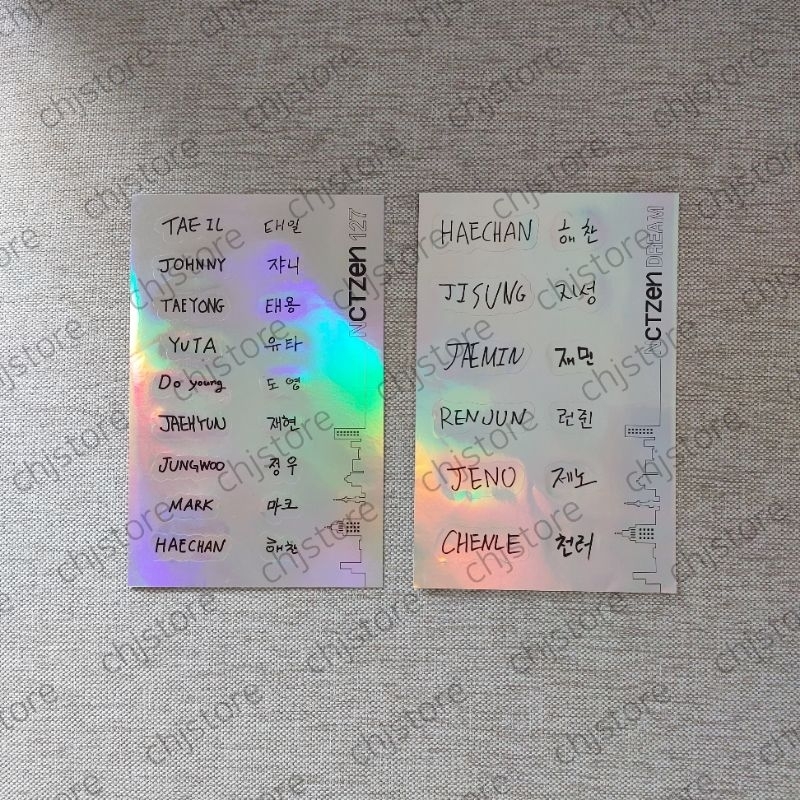 TAEIL 태일
JOHNNY 쟈니
TAEYONG 태용
YUTA 유타
Do young 도영
JAEHYUN 재현
JUNGWOO 정우
MARK 마크
HAECHAN 해찬
NCTzen 127
HAECHAN 해찬
JISUNG 지성
JAEMIN 재민
RENJUN 런쥔
JENO 제노
CHENLE 천러
NCTzen DREAM
chjstore